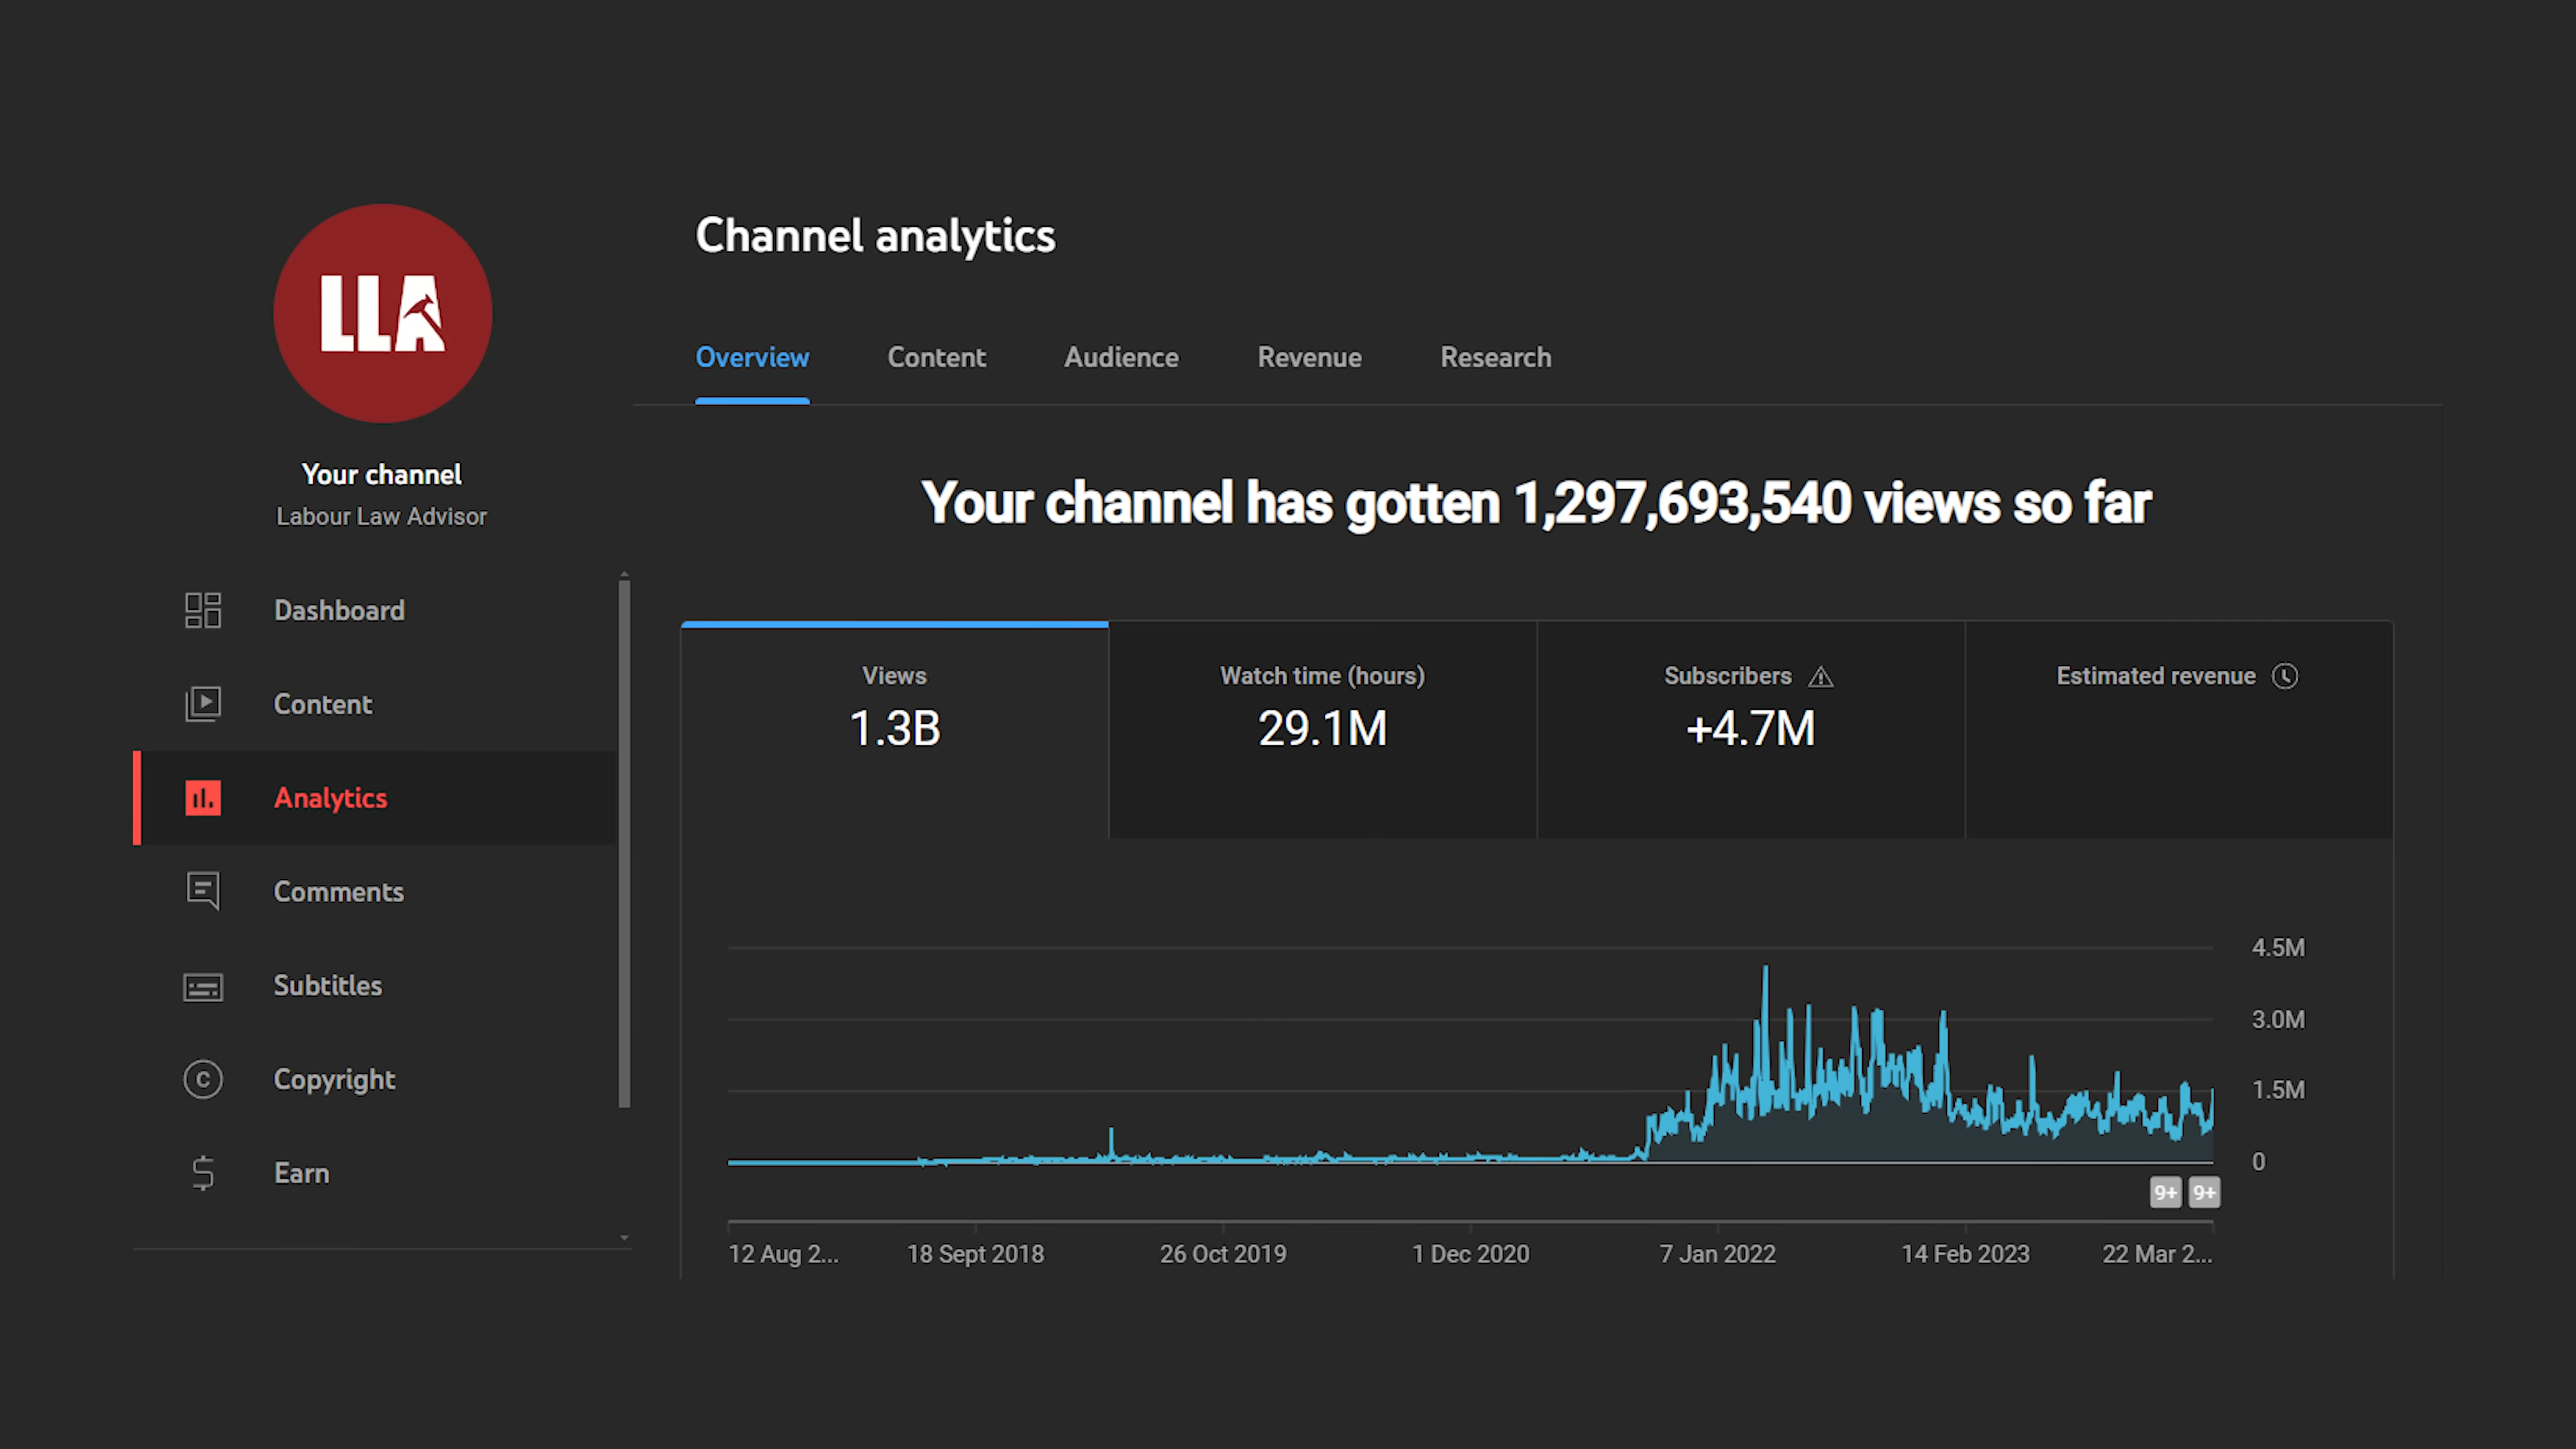 LLA
Your channel
Labour Law Advisor
Dashboard
Content
Analytics
Comments
Subtitles
Copyright
Earn
Channel analytics
Overview Content Audience Revenue Research
Your channel has gotten 1,297,693,540 views so far
Views Watch time (hours) Subscribers Estimated revenue
1.3B 29.1M +4.7M
4.5M
3.0M
1.5M
0
9+ 9+
12 Aug 2... 18 Sept 2018 26 Oct 2019 1 Dec 2020 7 Jan 2022 14 Feb 2023 22 Mar 2...